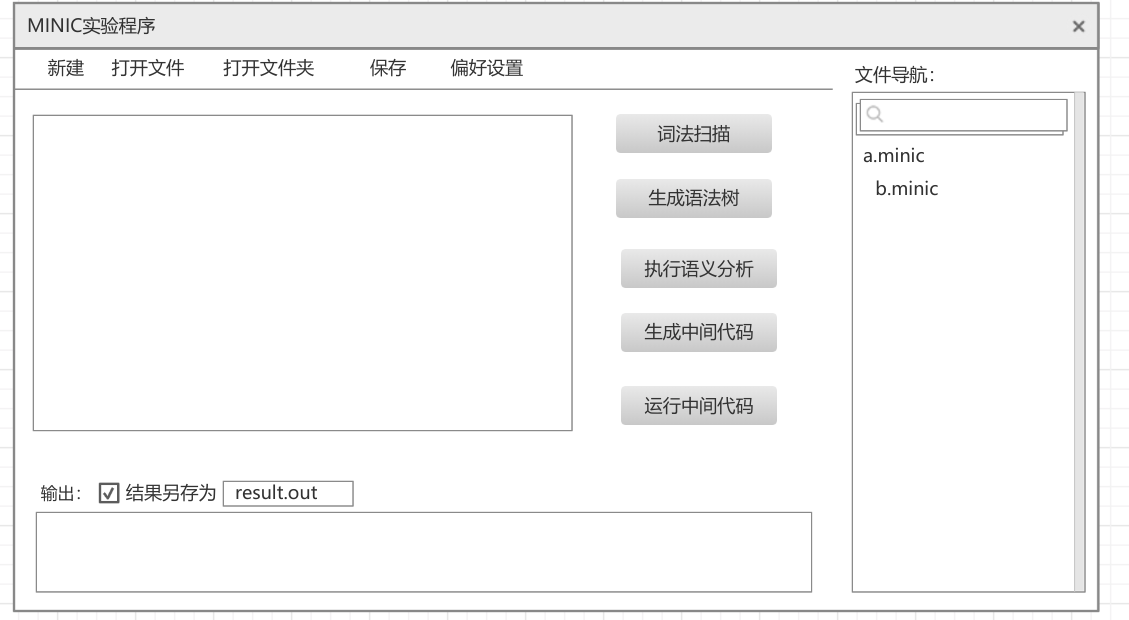 MINIC实验程序
新建 打开文件 打开文件夹 保存 偏好设置
文件导航:
a.minic
b.minic
词法扫描
生成语法树
执行语义分析
生成中间代码
运行中间代码
输出: 结果另存为 result.out